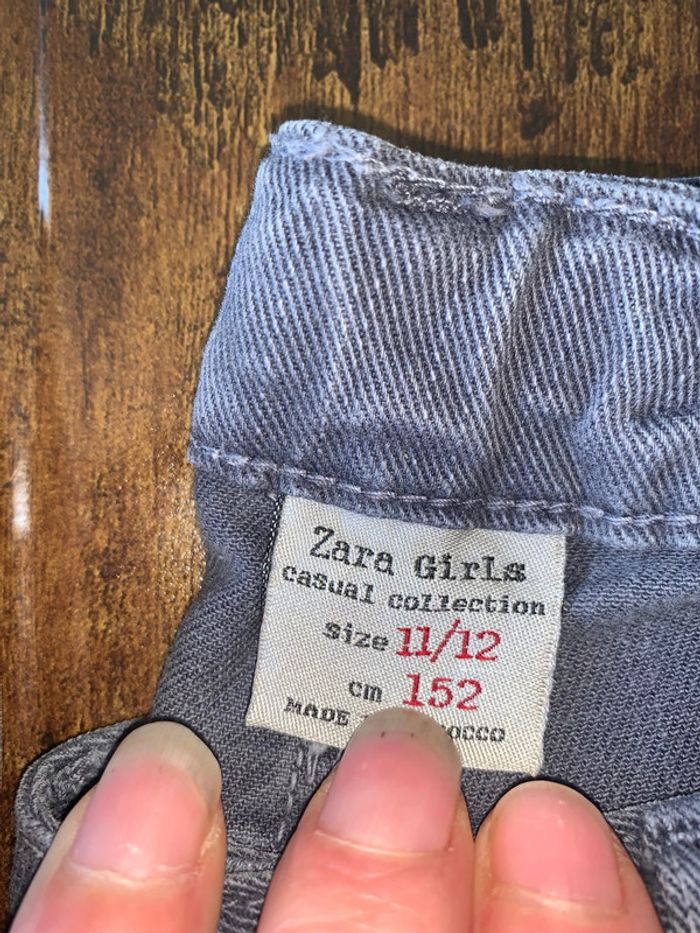 Zara Girls
casual collection
size 11/12
cm 152
MADE